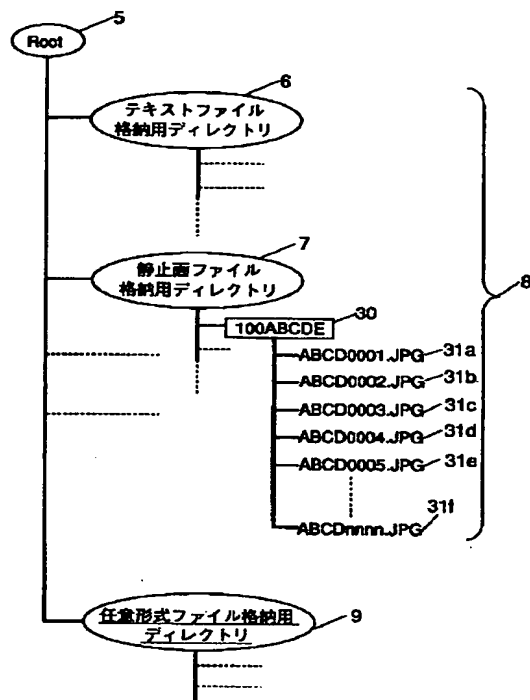 5
Root
6
テキストファイル
格納用ディレクトリ
7
静止画ファイル
格納用ディレクトリ
8
30
100ABCDE
ABCD0001.JPG 31a
ABCD0002.JPG 31b
ABCD0003.JPG 31c
ABCD0004.JPG 31d
ABCD0005.JPG 31e
31f
ABCDnnnn.JPG
任意形式ファイル格納用
ディレクトリ
9